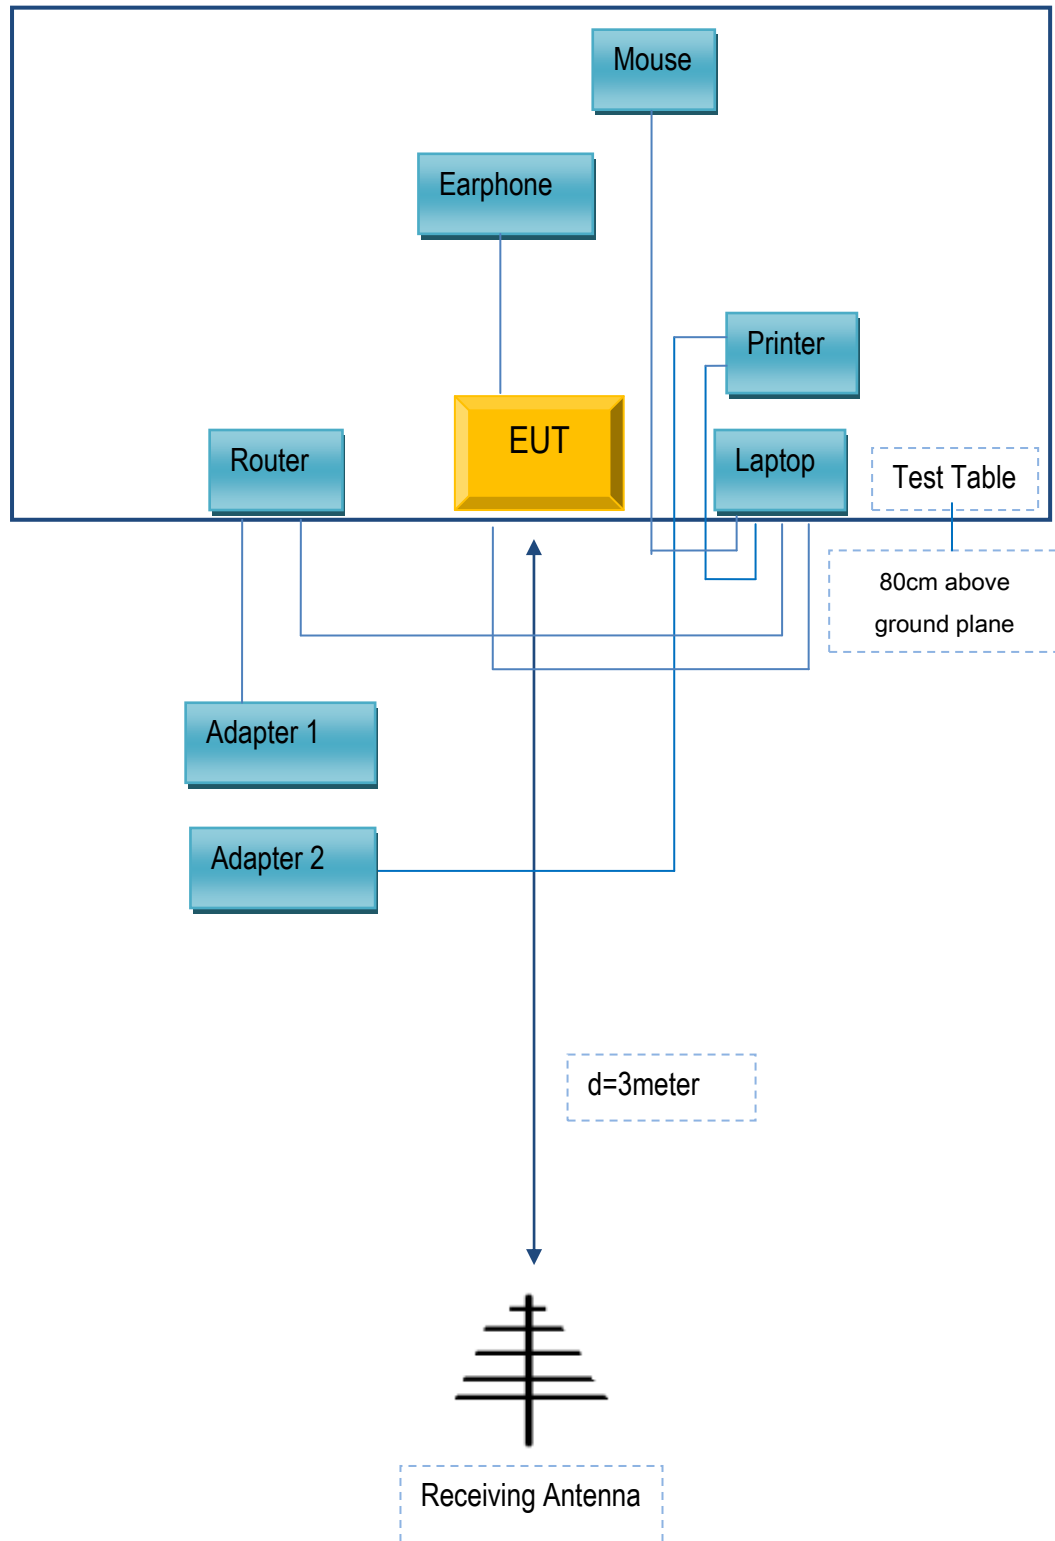 Mouse
Earphone
Printer
EUT
Router
Laptop
Test Table
80cm above
ground plane
Adapter 1
Adapter 2
d=3meter
Receiving Antenna